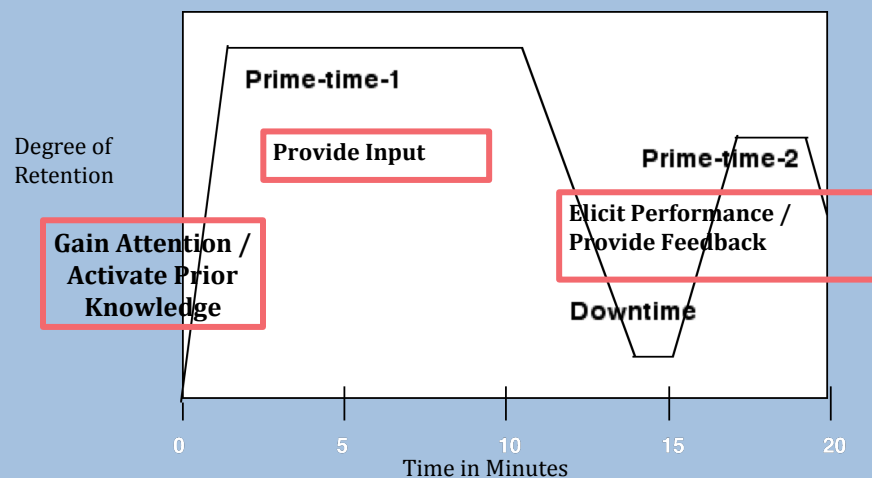 Prime-time-1
Degree of
Retention
Provide Input
Prime-time-2
Elicit Performance /
Provide Feedback
Gain Attention /
Activate Prior
Knowledge
Downtime
0 5 10 15 20
Time in Minutes